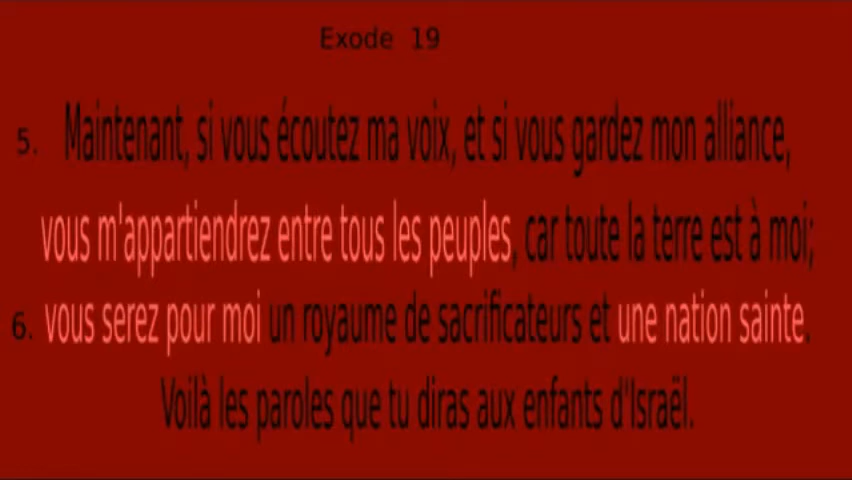 Exode 19
5. Maintenant, si vous écoutez ma voix, et si vous gardez mon alliance,
vous m'appartiendrez entre tous les peuples, car toute la terre est à moi;
6. vous serez pour moi un royaume de sacrificateurs et une nation sainte.
Voilà les paroles que tu diras aux enfants d'Israël.